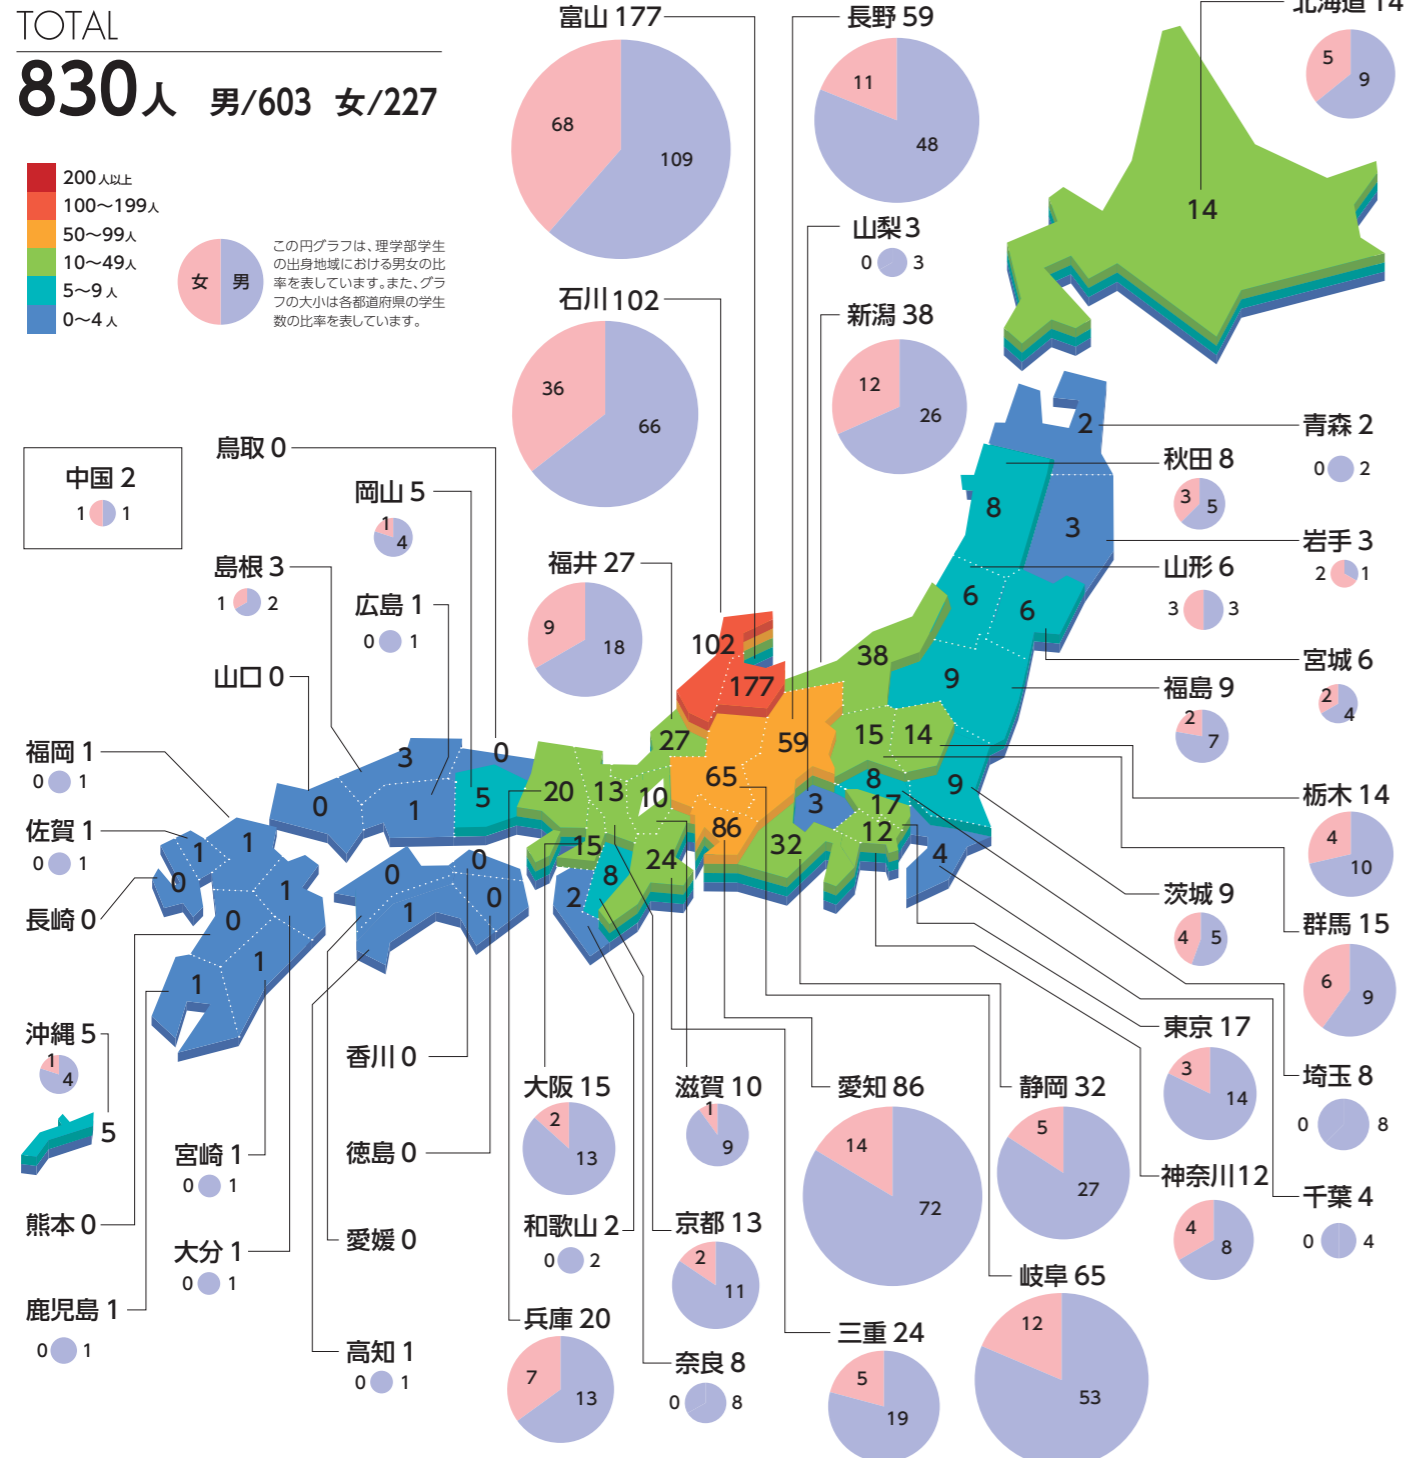 TOTAL
830人 男/603 女/227
200人以上
100〜199人
50〜99人
10〜49人
5〜9人
0〜4人
女 男
この円グラフは、理学部学生
の出身地域における男女の比
率を表しています。また、グラ
フの大小は各都道府県の学生
数の比率を表しています。
富山 177
68 109
長野 59
11 48
北海道 14
5 9
石川 102
36 66
山梨 3
0 3
新潟 38
12 26
中国 2
1 1
鳥取 0
岡山 5
1 4
島根 3
1 2
広島 1
0 1
山口 0
福井 27
9 18
青森 2
0 2
秋田 8
3 5
岩手 3
2 1
山形 6
3 3
宮城 6
2 4
福島 9
2 7
栃木 14
4 10
茨城 9
4 5
群馬 15
6 9
東京 17
3 14
埼玉 8
0 8
神奈川 12
4 8
千葉 4
0 4
福岡 1
0 1
佐賀 1
0 1
長崎 0
沖縄 5
1 4
宮崎 1
0 1
熊本 0
大分 1
0 1
鹿児島 1
0 1
香川 0
徳島 0
愛媛 0
高知 1
0 1
大阪 15
2 13
滋賀 10
1 9
愛知 86
14 72
静岡 32
5 27
和歌山 2
0 2
京都 13
2 11
兵庫 20
7 13
奈良 8
0 8
三重 24
5 19
岐阜 65
12 53
14
2
8
3
6
6
102
177
38
9
27
59
15
14
65
8
9
3
0
20
13
10
3
17
0
1
5
86
12
1
1
15
32
4
0
0
24
0
1
8
2
0
0
1
1
1
5